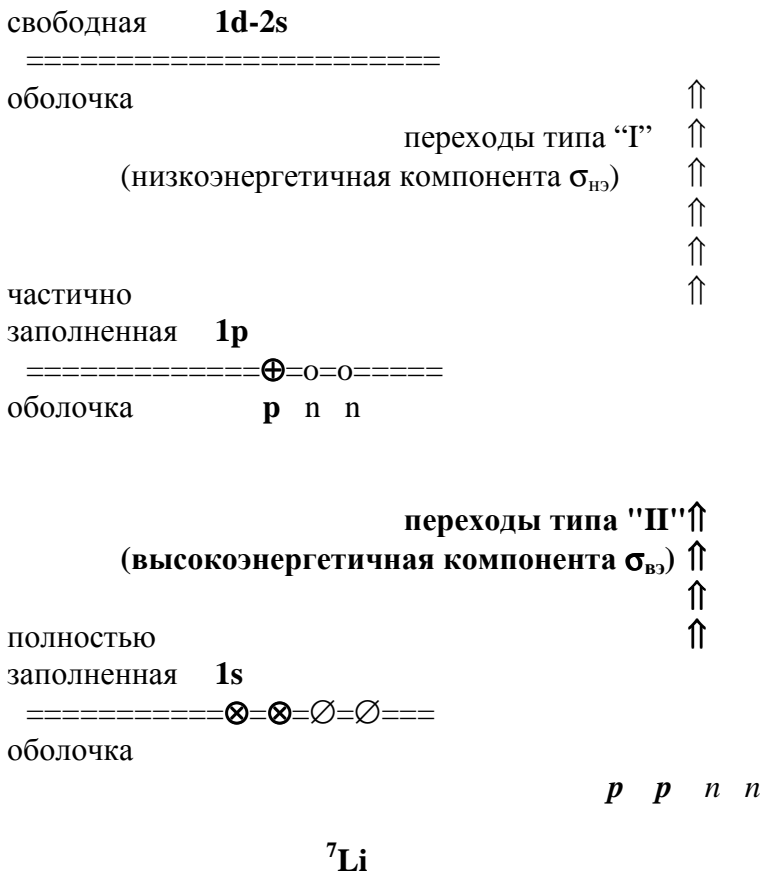 свободная 1d-2s
=======================
оболочка ⇑
переходы типа “I” ⇑
(низкоэнергетичная компонента σнэ) ⇑
⇑
⇑
частично ⇑
заполненная 1p
=============⊕=o=o=====
оболочка p n n
переходы типа "II"⇑
(высокоэнергетичная компонента σвэ) ⇑
⇑
полностью ⇑
заполненная 1s
===========⊗=⊗=∅=∅===
оболочка
p p n n
⁷Li